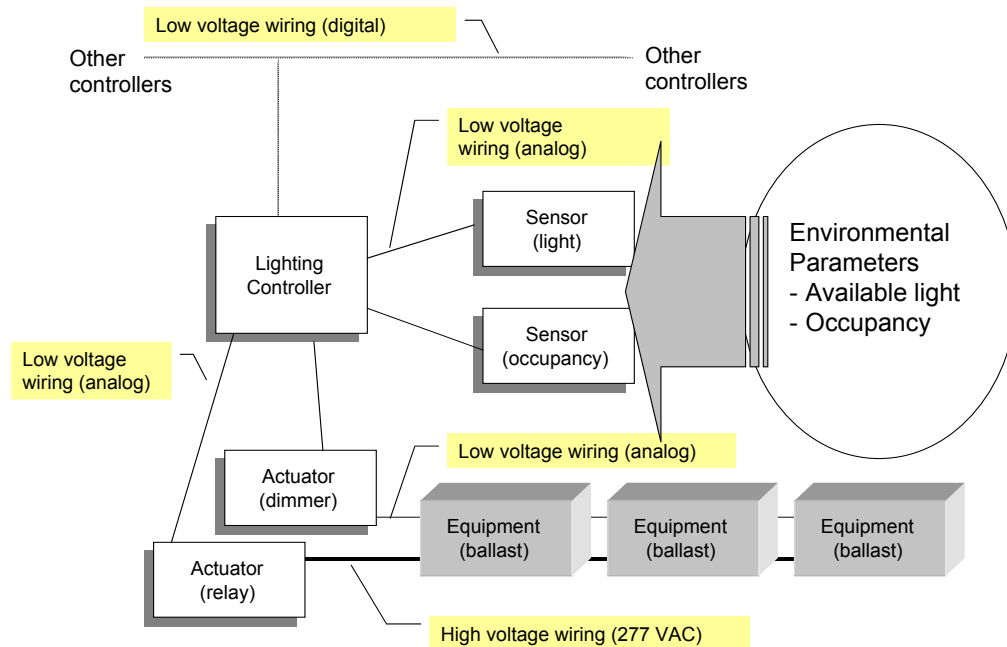 Low voltage wiring (digital)
Other
controllers
Other
controllers
Low voltage
wiring (analog)
Sensor
(light)
Lighting
Controller
Environmental
Parameters
- Available light
- Occupancy
Sensor
(occupancy)
Low voltage
wiring (analog)
Low voltage wiring (analog)
Actuator
(dimmer)
Equipment
(ballast)
Equipment
(ballast)
Equipment
(ballast)
Actuator
(relay)
High voltage wiring (277 VAC)